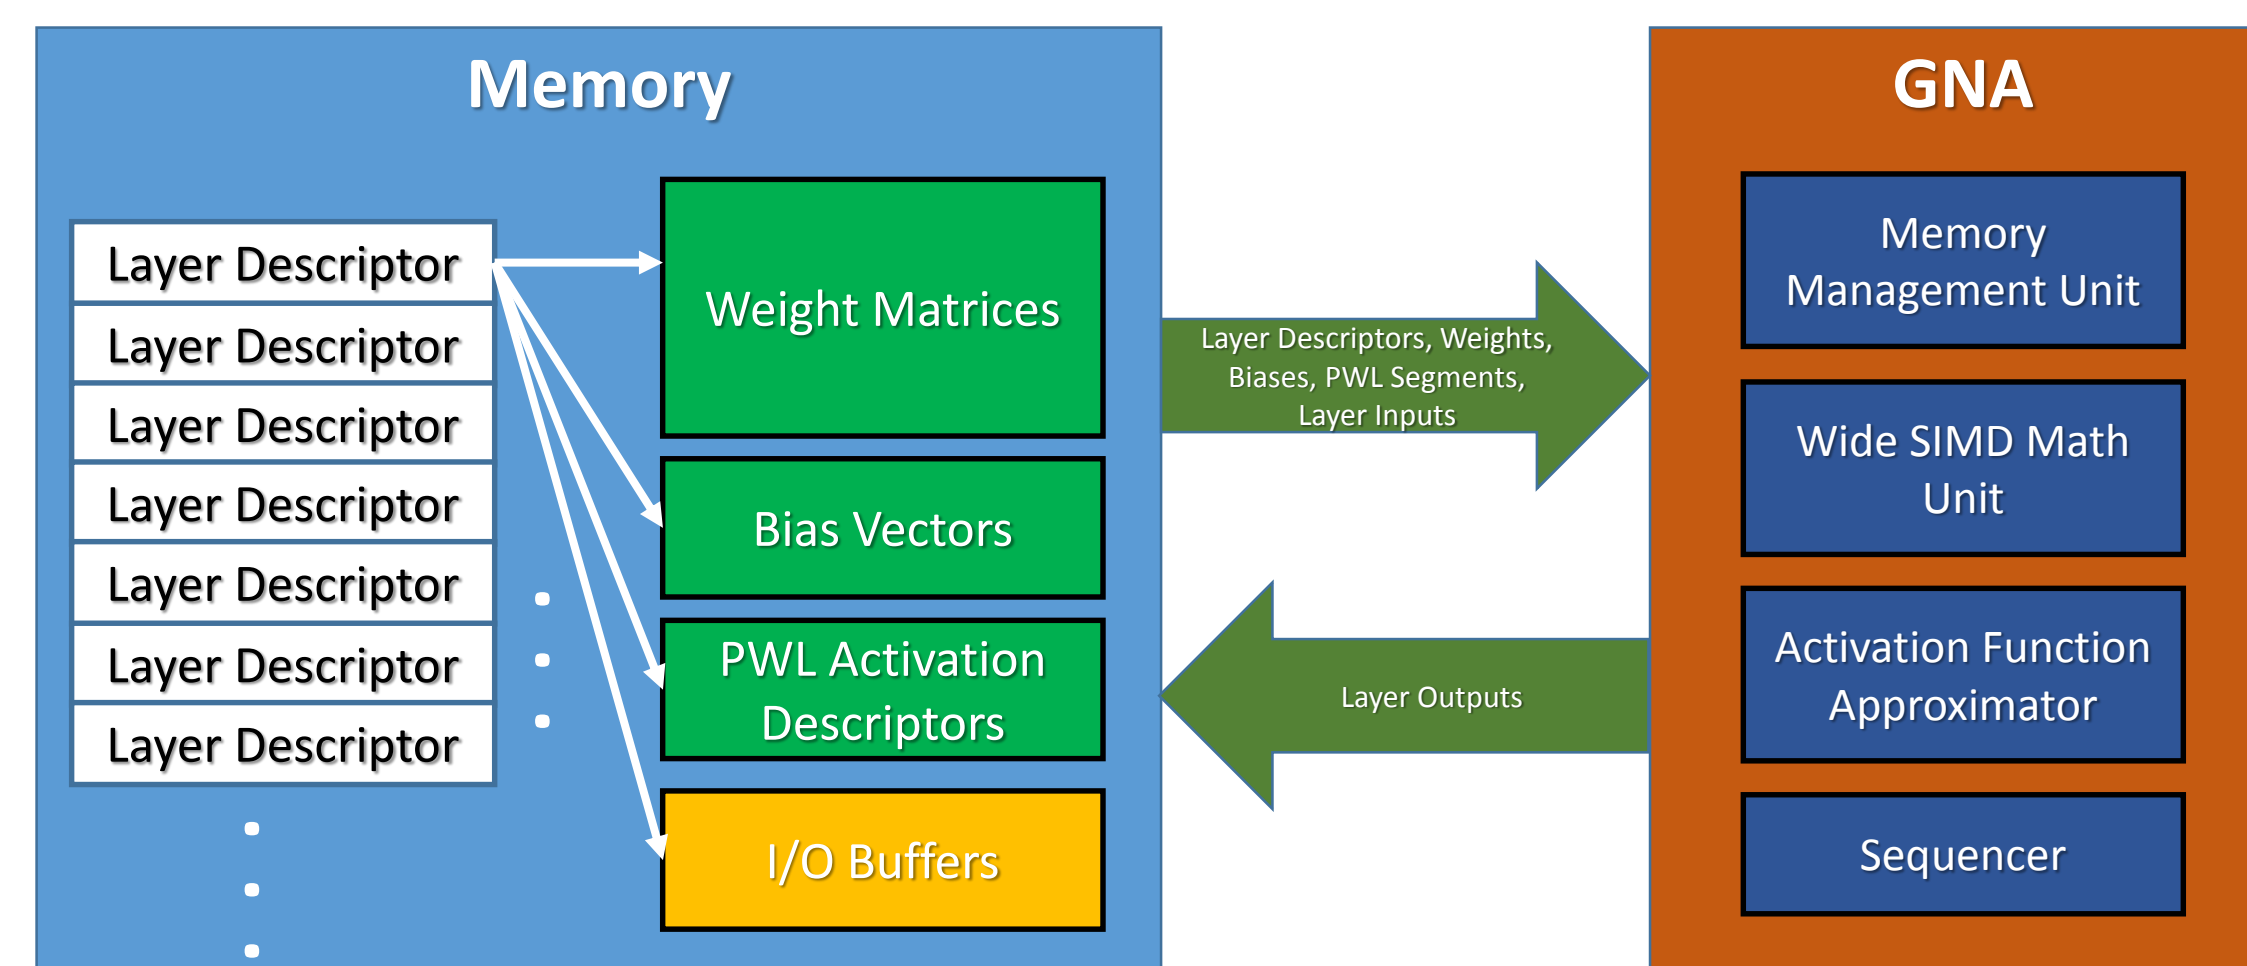 Memory
Layer Descriptor
Layer Descriptor
Layer Descriptor
Layer Descriptor
Layer Descriptor
Layer Descriptor
Layer Descriptor
Weight Matrices
Bias Vectors
PWL Activation
Descriptors
I/O Buffers
Layer Descriptors, Weights,
Biases, PWL Segments,
Layer Inputs
Layer Outputs
GNA
Memory
Management Unit
Wide SIMD Math
Unit
Activation Function
Approximator
Sequencer